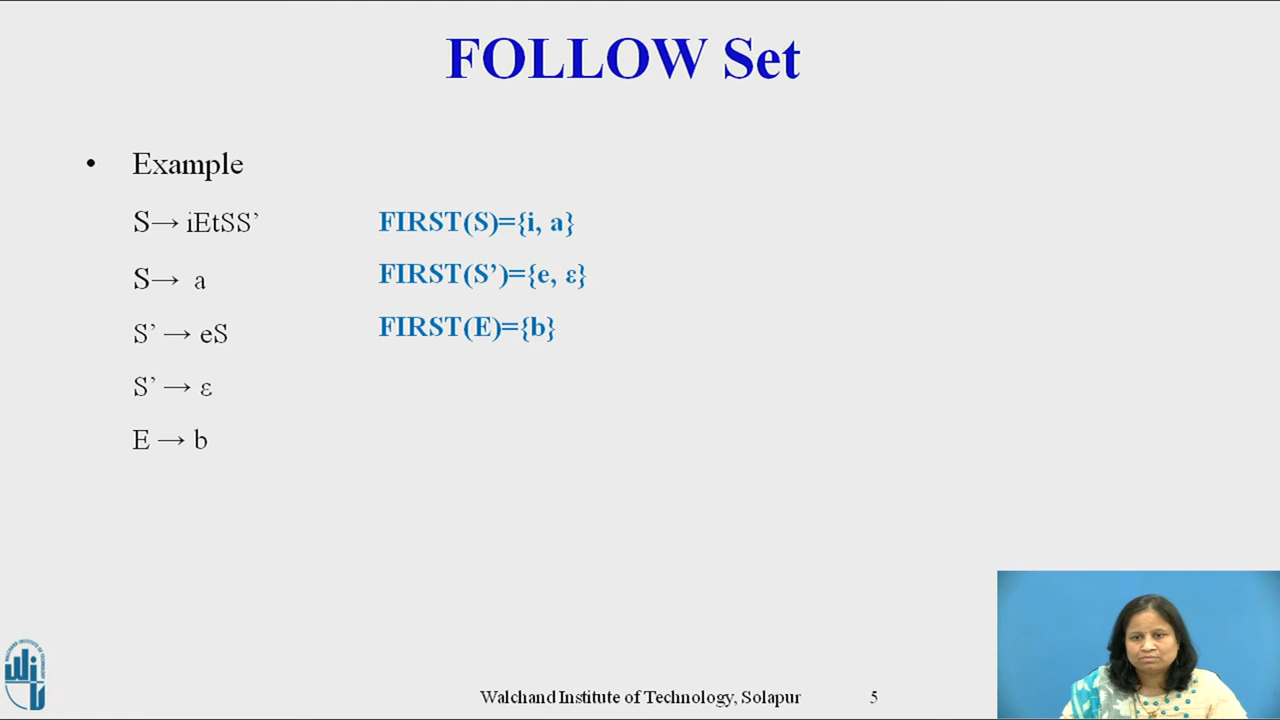 FOLLOW Set
• Example
S→ iEtSS’ FIRST(S)={i, a}
S→ a FIRST(S’)={e, ε}
S’ → eS FIRST(E)={b}
S’ → ε
E → b
Walchand Institute of Technology, Solapur 5